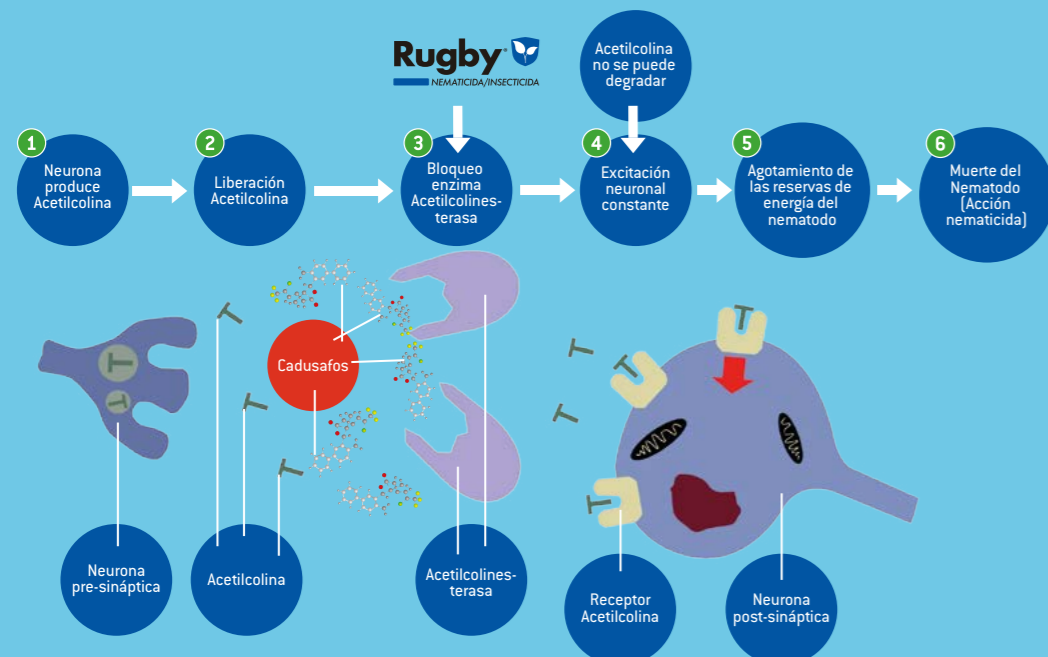 Rugby®
NEMATICIDA/INSECTICIDA
Acetilcolina
no se puede
degradar
1
Neurona
produce
Acetilcolina
2
Liberación
Acetilcolina
3
Bloqueo
enzima
Acetilcolines-
terasa
4
Excitación
neuronal
constante
5
Agotamiento de
las reservas de
energía del
nematodo
6
Muerte del
Nematodo
(Acción
nematicida)
Cadusafos
Neurona
pre-sináptica
Acetilcolina
Acetilcolines-
terasa
Receptor
Acetilcolina
Neurona
post-sináptica